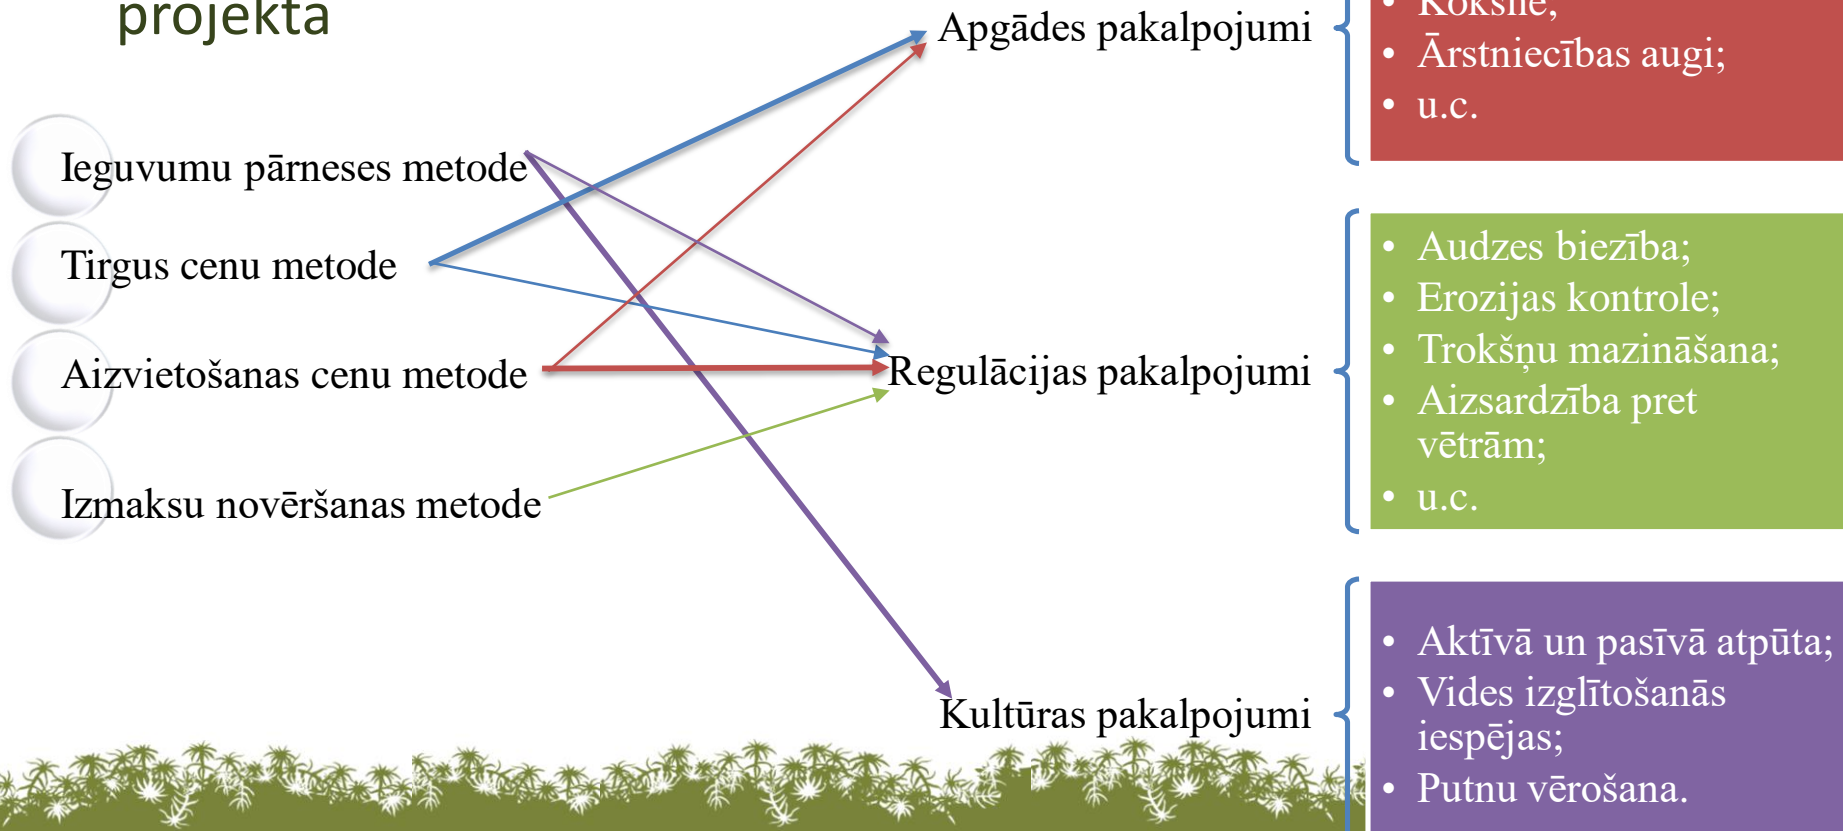 projekta
Ieguvumu pārneses metode
Tirgus cenu metode
Aizvietošanas cenu metode
Izmaksu novēršanas metode
Apgādes pakalpojumi
Regulācijas pakalpojumi
Kultūras pakalpojumi
• Koksne;
• Ārstniecības augi;
• u.c.
• Audzes biezība;
• Erozijas kontrole;
• Trokšņu mazināšana;
• Aizsardzība pret
vētrām;
• u.c.
• Aktīvā un pasīvā atpūta;
• Vides izglītošanās
iespējas;
• Putnu vērošana.